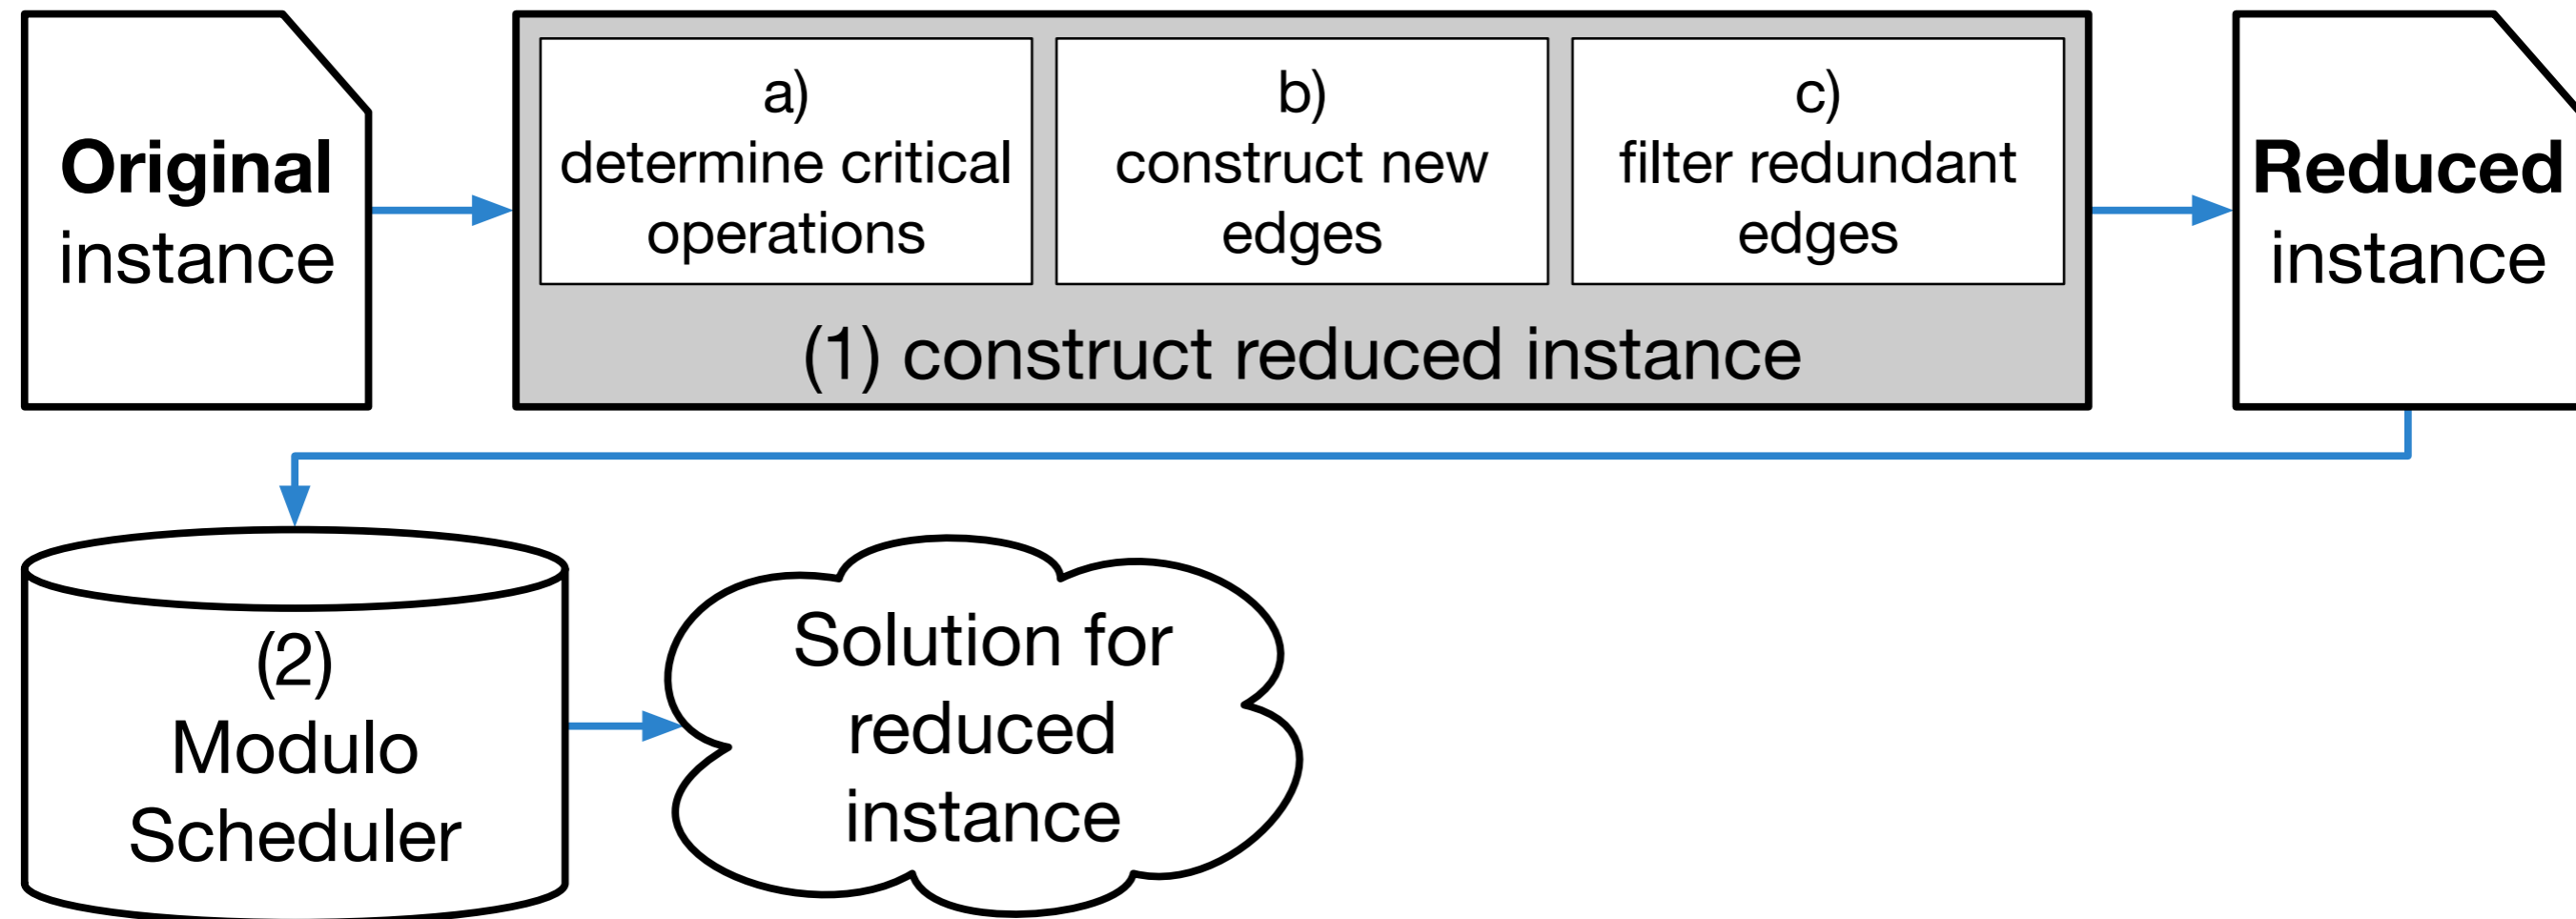 Original
instance
a)
determine critical
operations
b)
construct new
edges
c)
filter redundant
edges
(1) construct reduced instance
Reduced
instance
(2)
Modulo
Scheduler
Solution for
reduced
instance